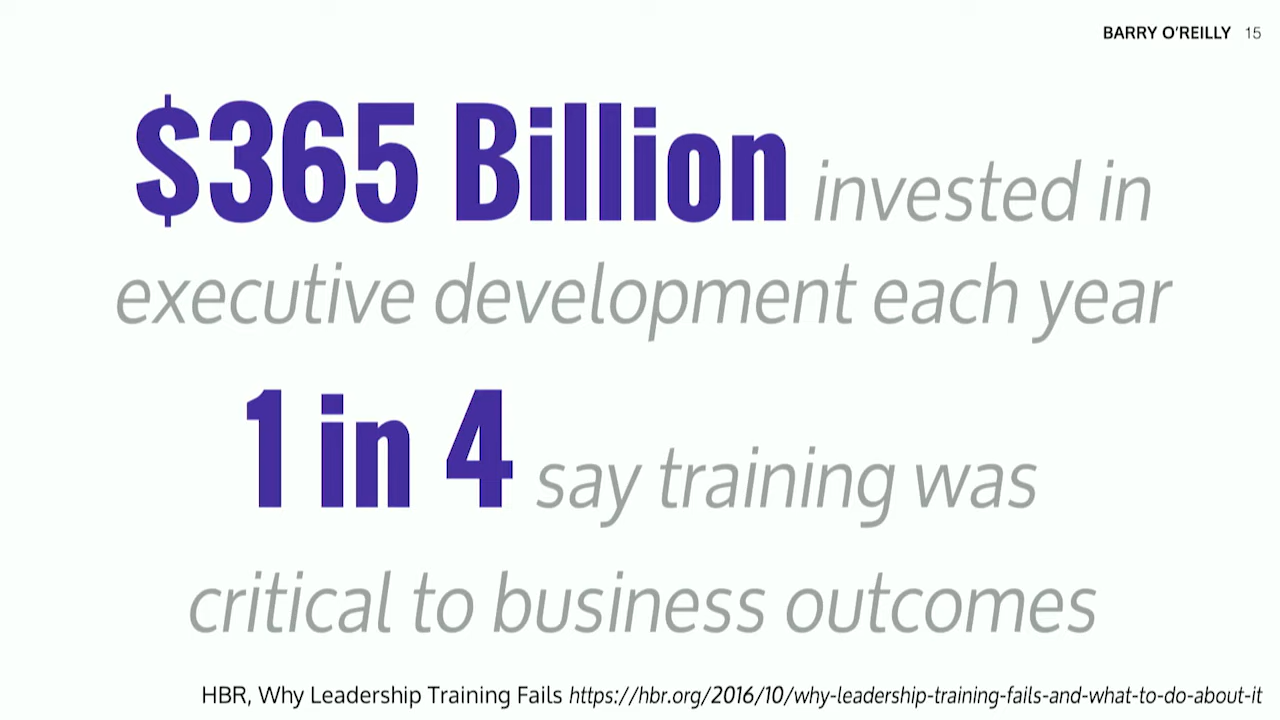 BARRY O'REILLY 15
$365 Billion invested in
executive development each year
1 in 4 say training was
critical to business outcomes
HBR, Why Leadership Training Fails https://hbr.org/2016/10/why-leadership-training-fails-and-what-to-do-about-it